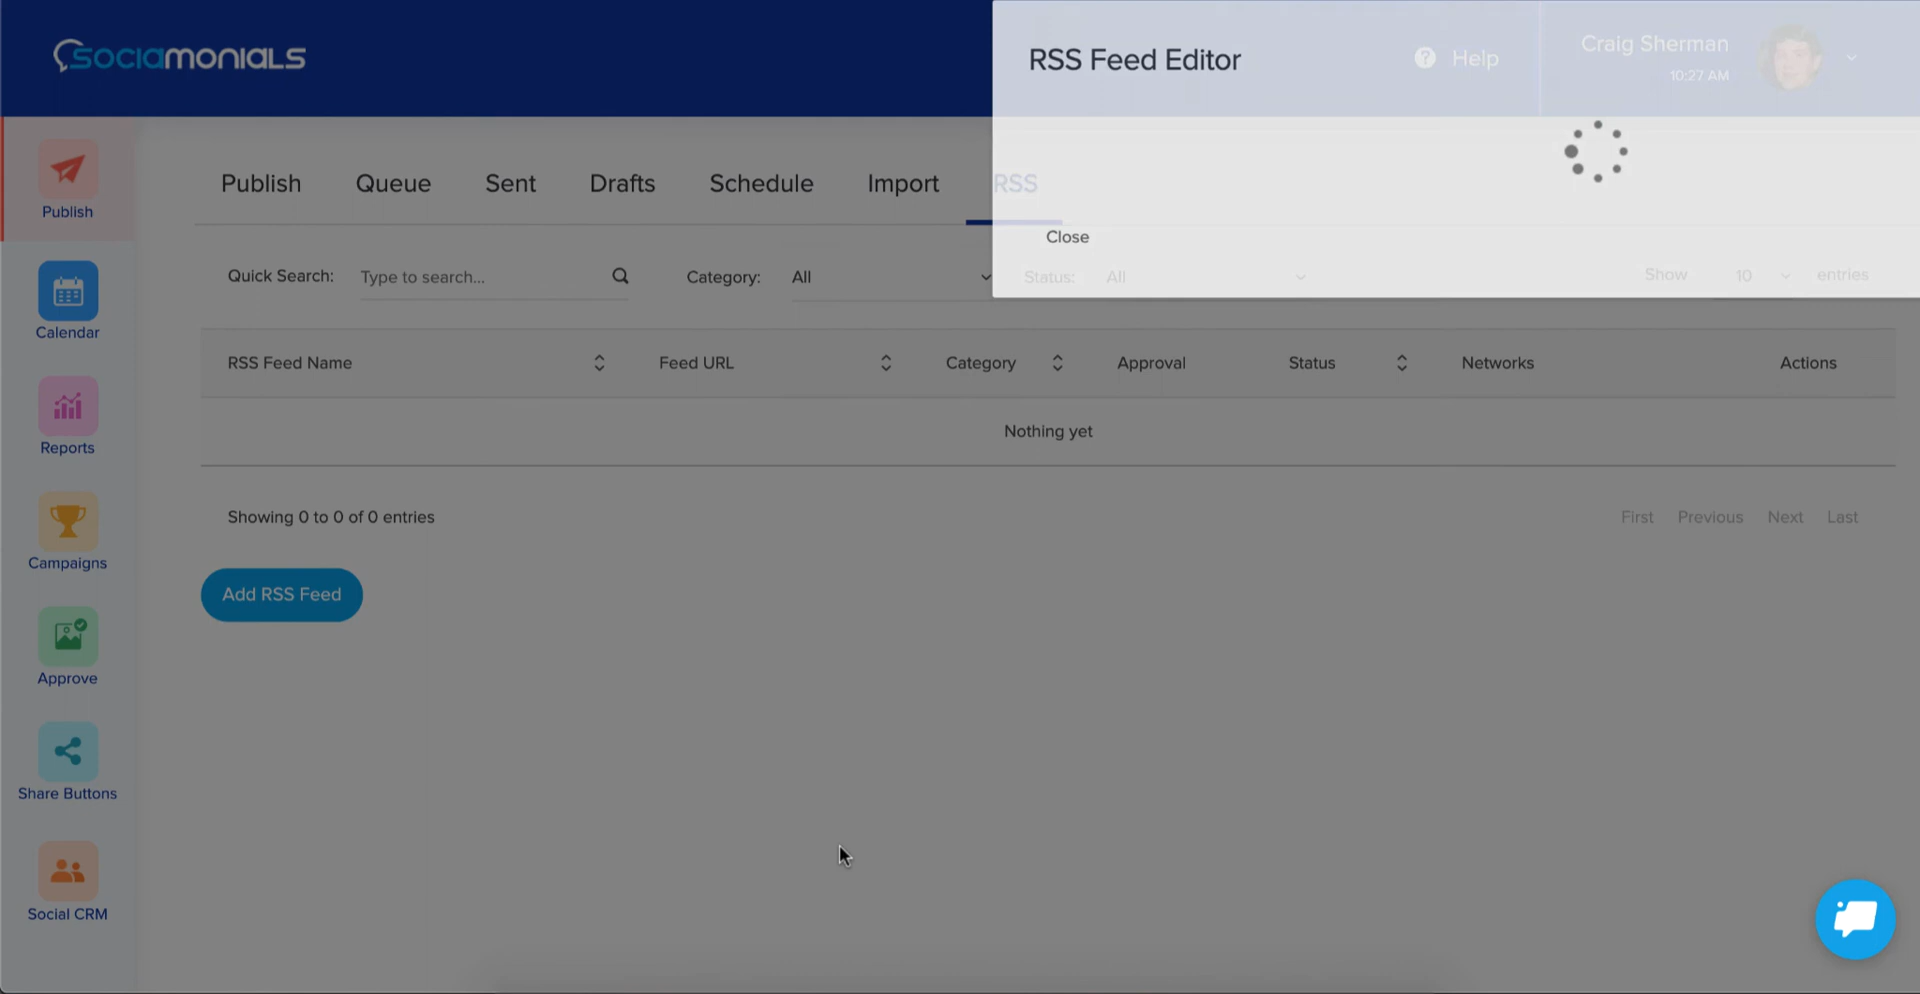 SOCIAMONIALS
RSS Feed Editor
? Help
Craig Sherman
10:27 AM
Publish
Calendar
Reports
Campaigns
Approve
Share Buttons
Social CRM
Publish Queue Sent Drafts Schedule Import RSS
Close
Quick Search: Type to search... Category: All Status: All Show 10 entries
RSS Feed Name Feed URL Category Approval Status Networks Actions
Nothing yet
Showing 0 to 0 of 0 entries First Previous Next Last
Add RSS Feed